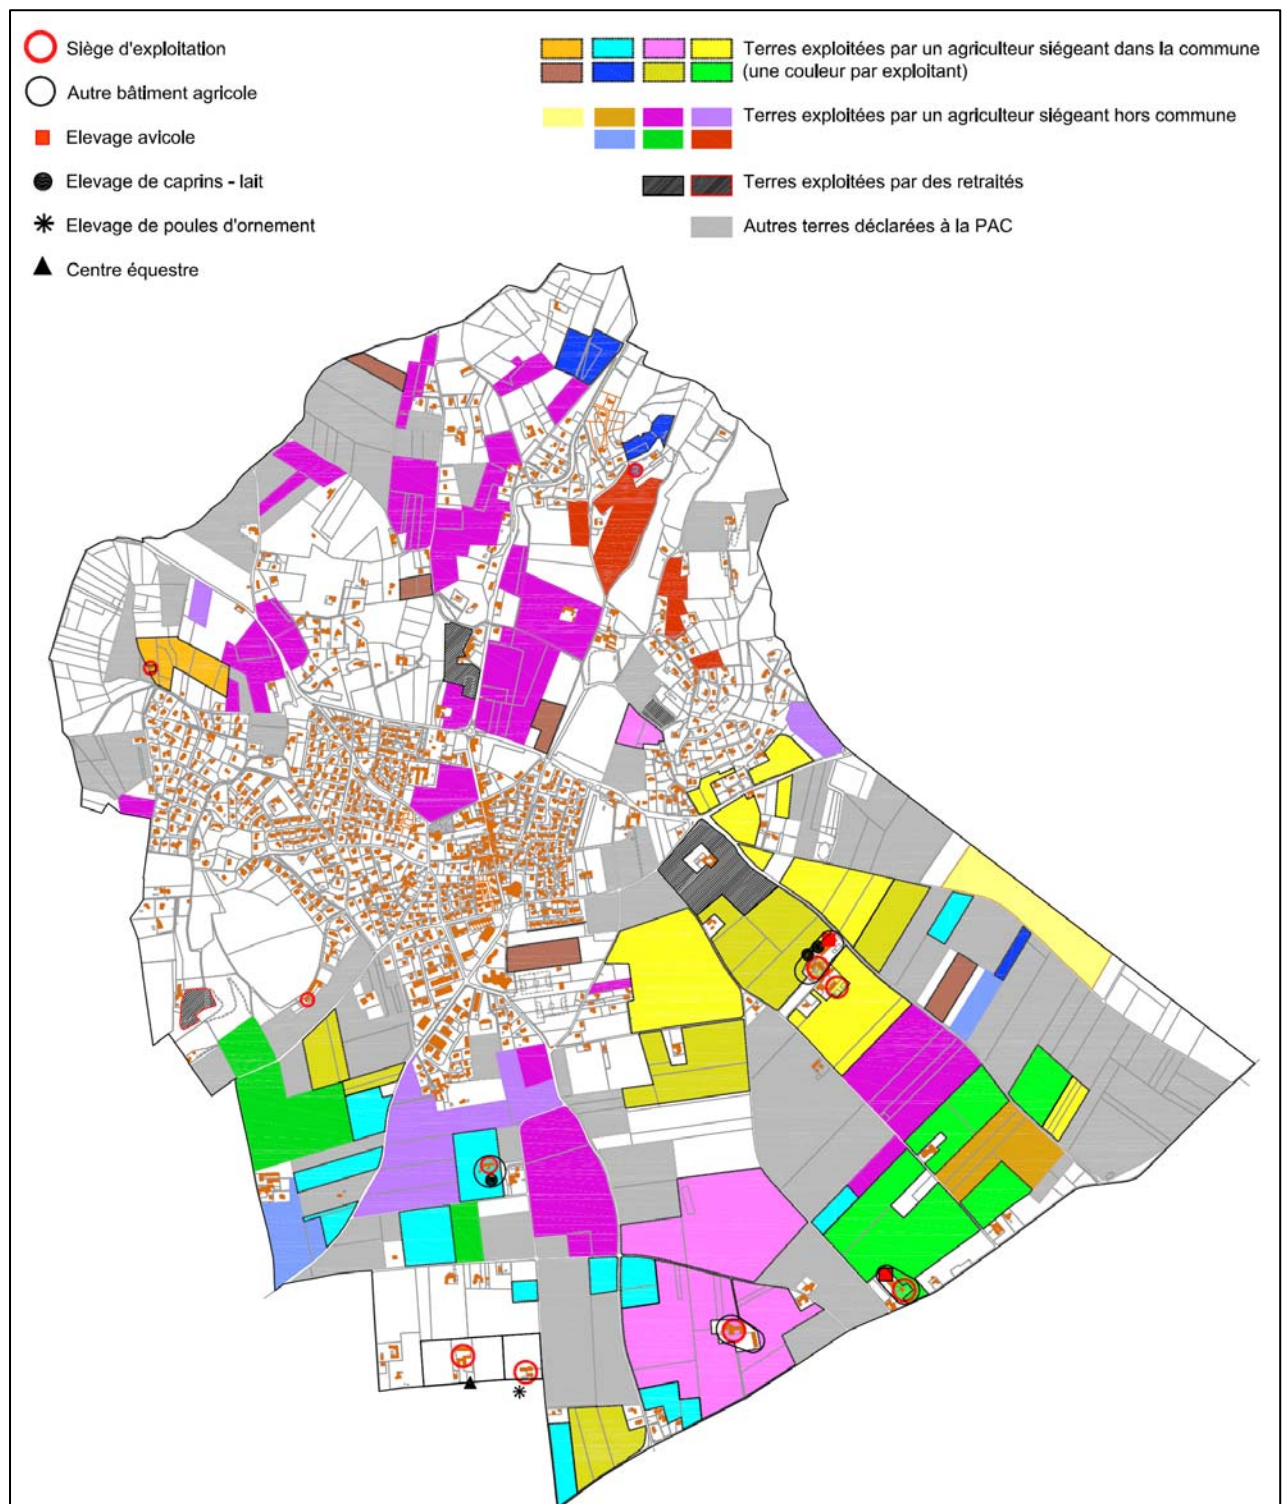 Siège d'exploitation
Autre bâtiment agricole
Elevage avicole
Elevage de caprins - lait
Elevage de poules d'ornement
Centre équestre
Terres exploitées par un agriculteur siégeant dans la commune
(une couleur par exploitant)
Terres exploitées par un agriculteur siégeant hors commune
Terres exploitées par des retraités
Autres terres déclarées à la PAC